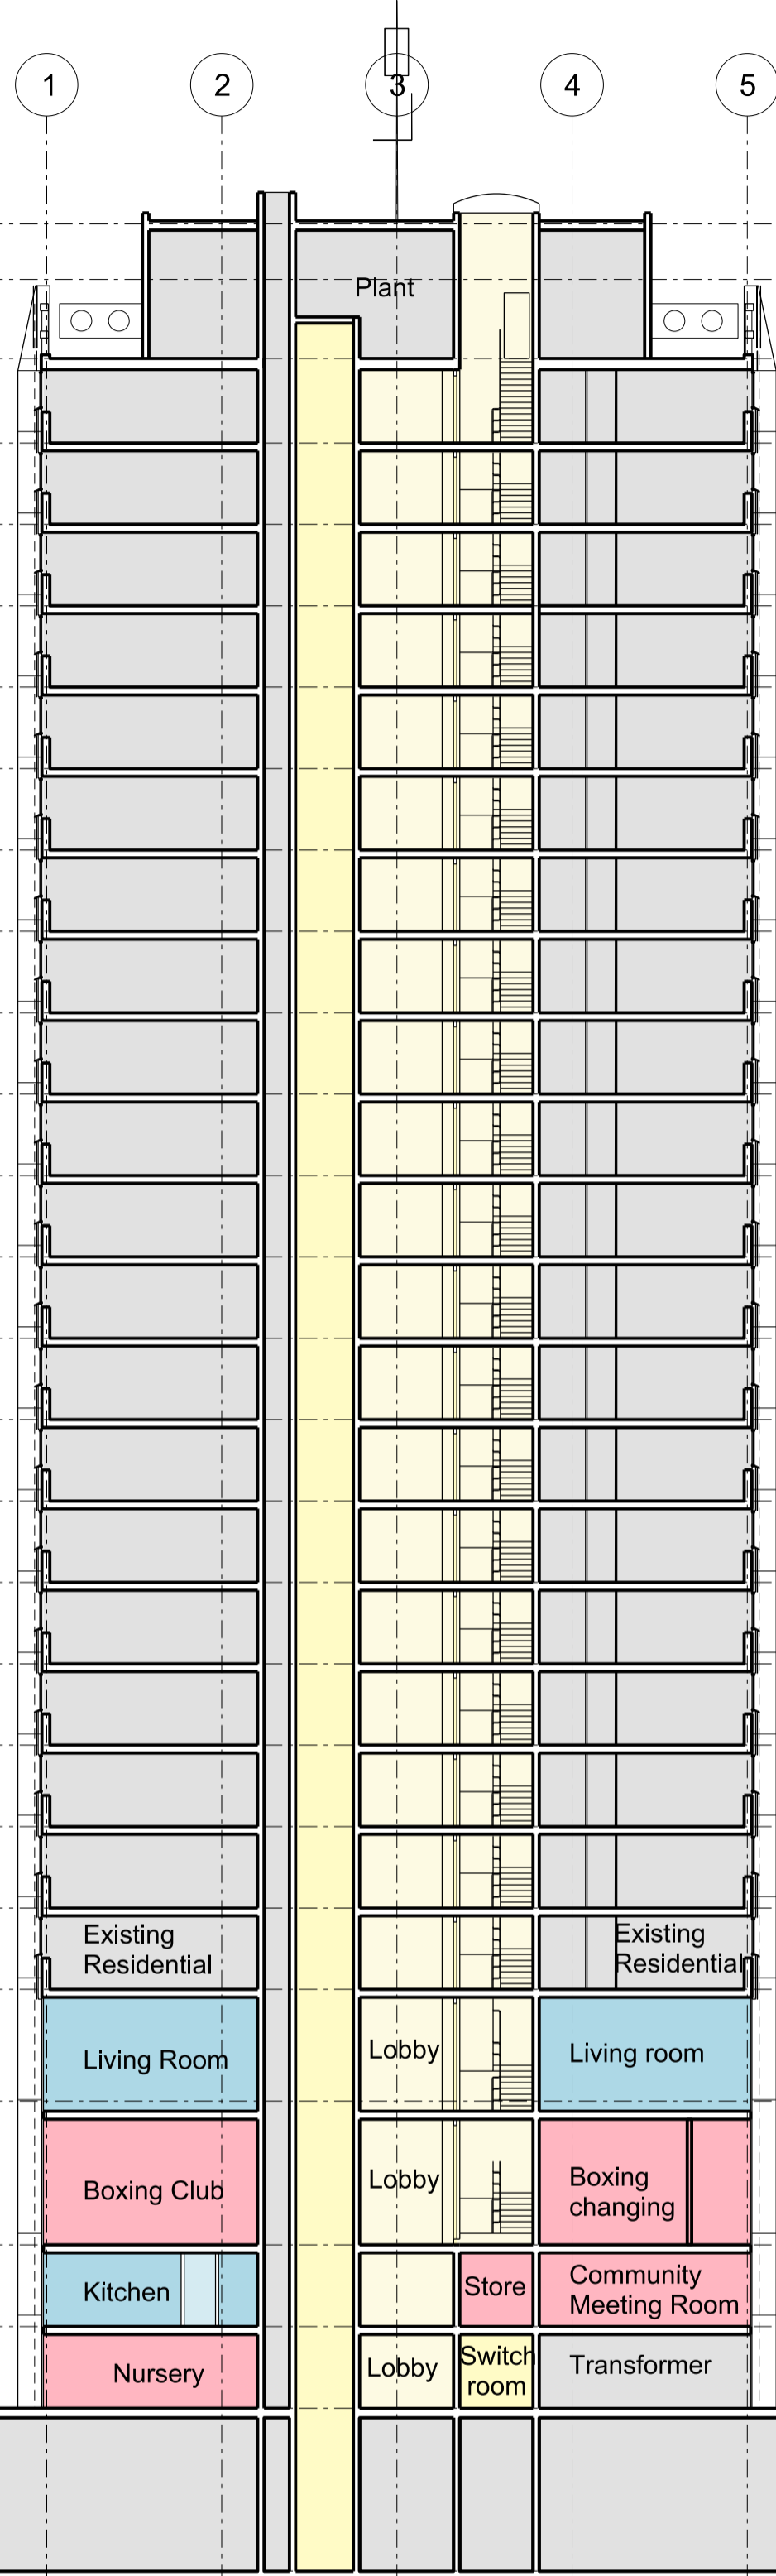 1 2 3 4 5
Plant
Existing
Residential
Existing
Residential
Living Room
Lobby
Living room
Boxing Club
Lobby
Boxing
changing
Kitchen
Store
Community
Meeting Room
Nursery
Lobby
Switch
room
Transformer